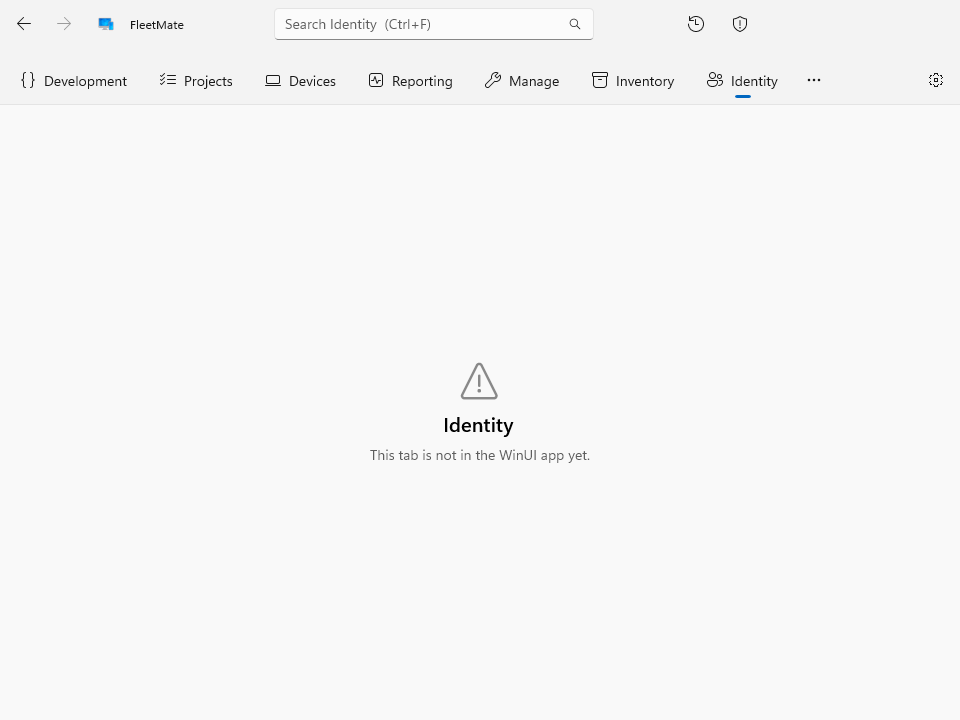 FleetMate
Search Identity (Ctrl+F)
Development
Projects
Devices
Reporting
Manage
Inventory
Identity
Identity
This tab is not in the WinUI app yet.